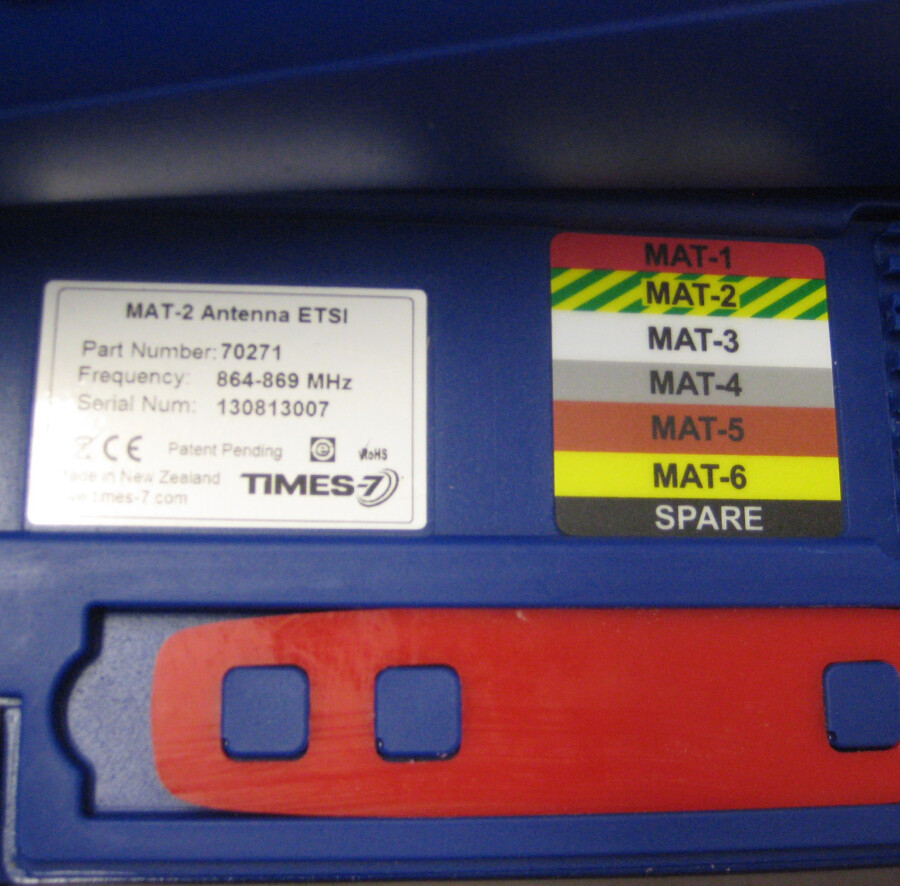 MAT-2 Antenna ETSI
Part Number: 70271
Frequency: 864-869 MHz
Serial Num: 130813007
CE Patent Pending RoHS
in New Zealand
TIMES-7
times-7.com
MAT-1
MAT-2
MAT-3
MAT-4
MAT-5
MAT-6
SPARE